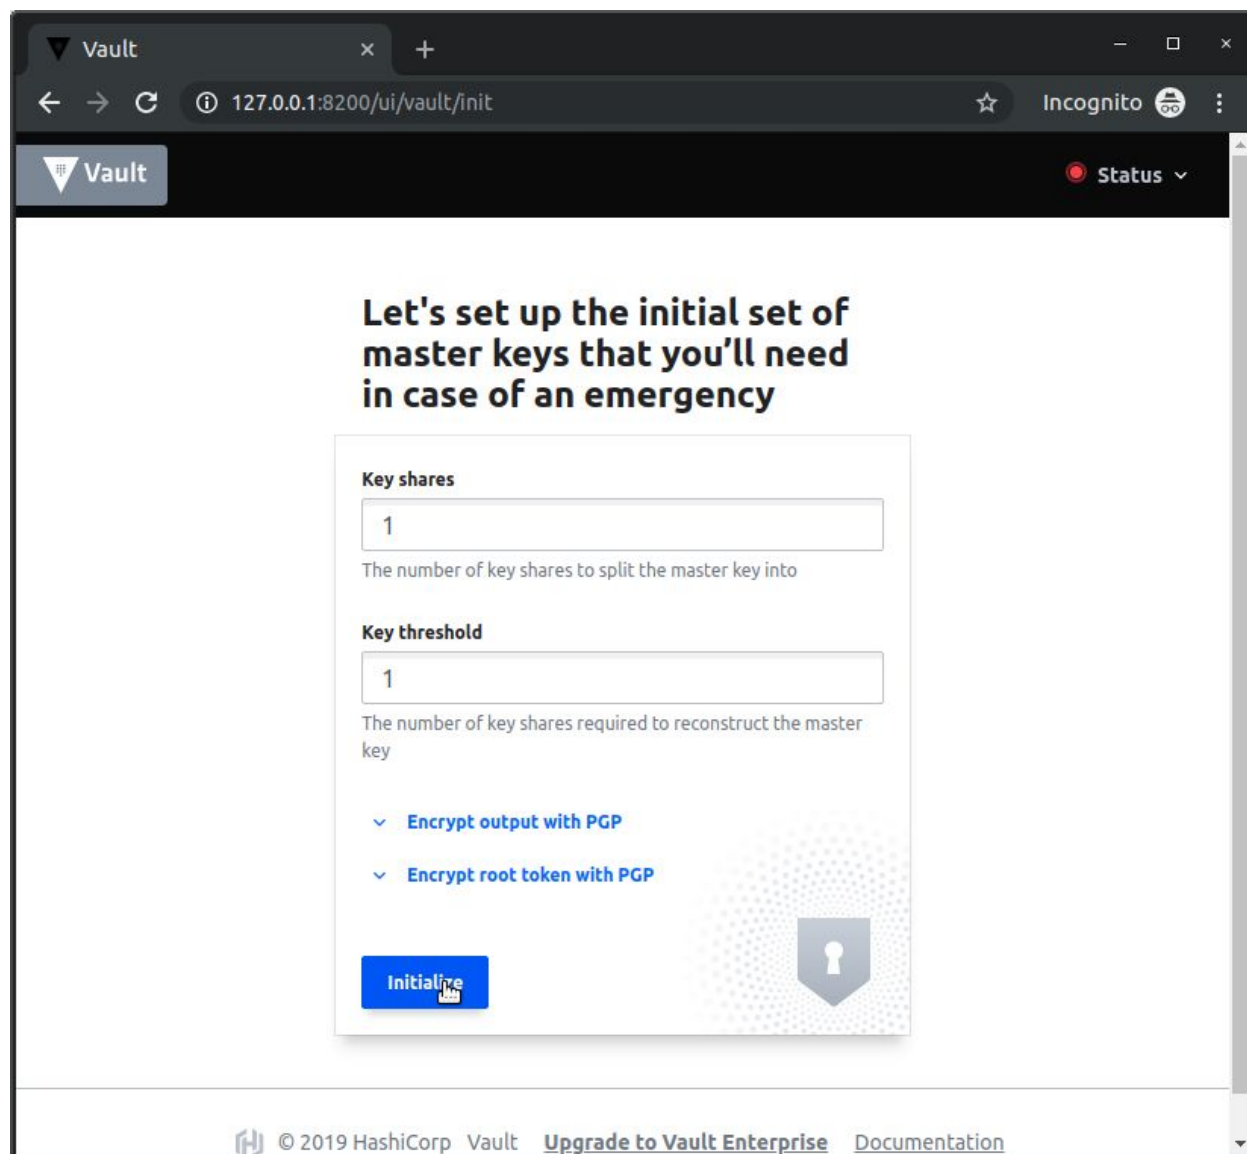 Vault
127.0.0.1:8200/ui/vault/init
Incognito
Vault
Status
Let's set up the initial set of
master keys that you’ll need
in case of an emergency
Key shares
1
The number of key shares to split the master key into
Key threshold
1
The number of key shares required to reconstruct the master
key
Encrypt output with PGP
Encrypt root token with PGP
Initialize
© 2019 HashiCorp Vault Upgrade to Vault Enterprise Documentation